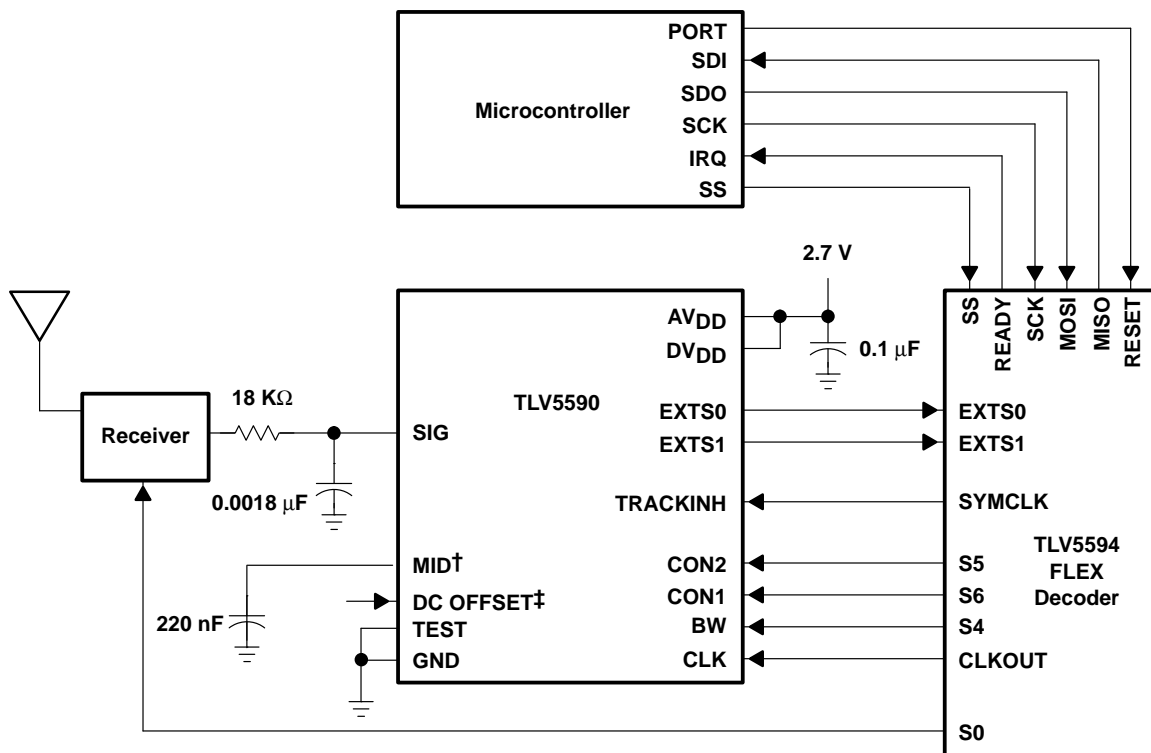 PORT
SDI
SDO
SCK
IRQ
SS
Microcontroller
2.7 V
SS
READY
SCK
MOSI
MISO
RESET
AVDD
DVDD
0.1 μF
TLV5590
18 KΩ
Receiver
SIG
0.0018 μF
EXTS0
EXTS1
TRACKINH
EXTS0
EXTS1
SYMCLK
MID†
DC OFFSET‡
TEST
GND
220 nF
CON2
CON1
BW
CLK
S5
S6
S4
CLKOUT
S0
TLV5594
FLEX
Decoder